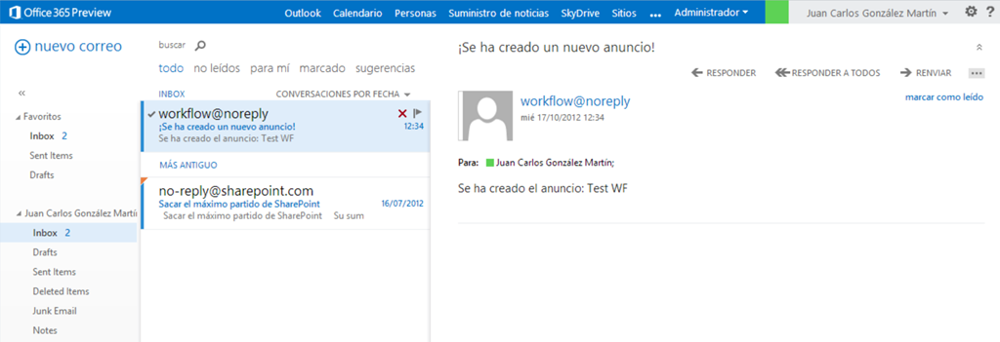 Office 365 Preview
Outlook Calendario Personas Suministro de noticias SkyDrive Sitios ... Administrador Juan Carlos González Martín ?
nuevo correo
«
Favoritos
Inbox 2
Sent Items
Drafts
Juan Carlos González Martí
Inbox 2
Drafts
Sent Items
Deleted Items
Junk Email
Notes
buscar
todo no leídos para mí marcado sugerencias
INBOX CONVERSACIONES POR FECHA
workflow@noreply
¡Se ha creado un nuevo anuncio! 12:34
Se ha creado el anuncio: Test WF
MÁS ANTIGUO
no-reply@sharepoint.com
Sacar el máximo partido de SharePoint 16/07/2012
Sacar el máximo partido de SharePoint Su sum
¡Se ha creado un nuevo anuncio!
RESPONDER RESPONDER A TODOS RENVIAR ...
workflow@noreply marcar como leído
mié 17/10/2012 12:34
Para: Juan Carlos González Martín;
Se ha creado el anuncio: Test WF